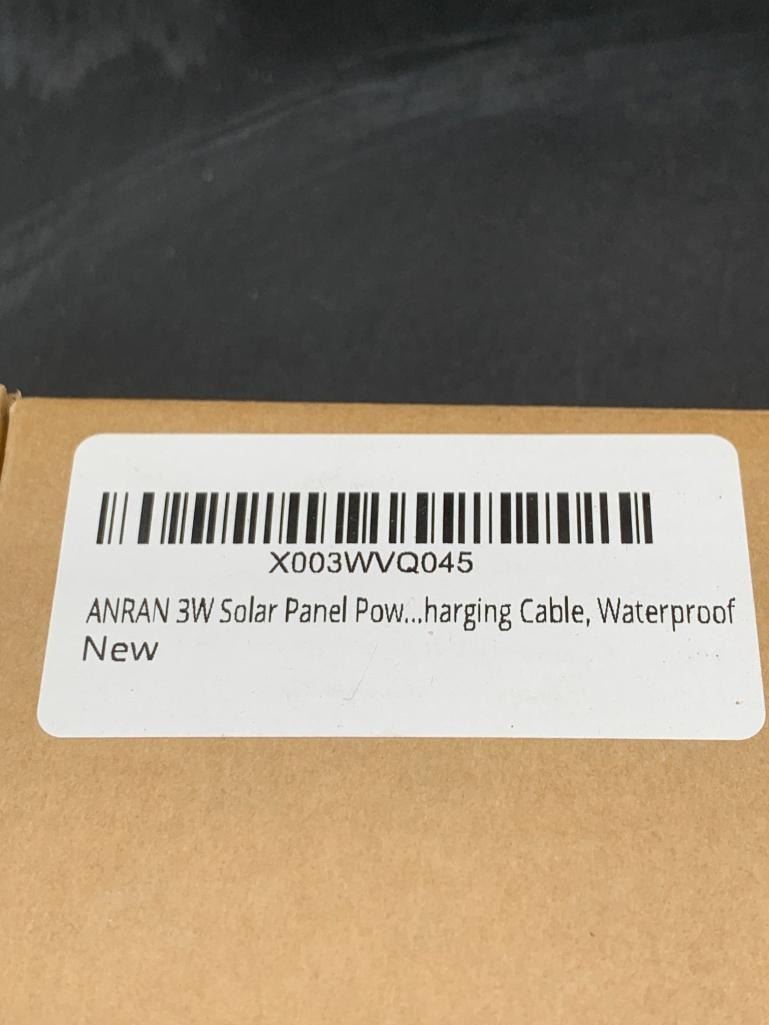 X003WVQ045
ANRAN 3W Solar Panel Pow...harging Cable, Waterproof
New